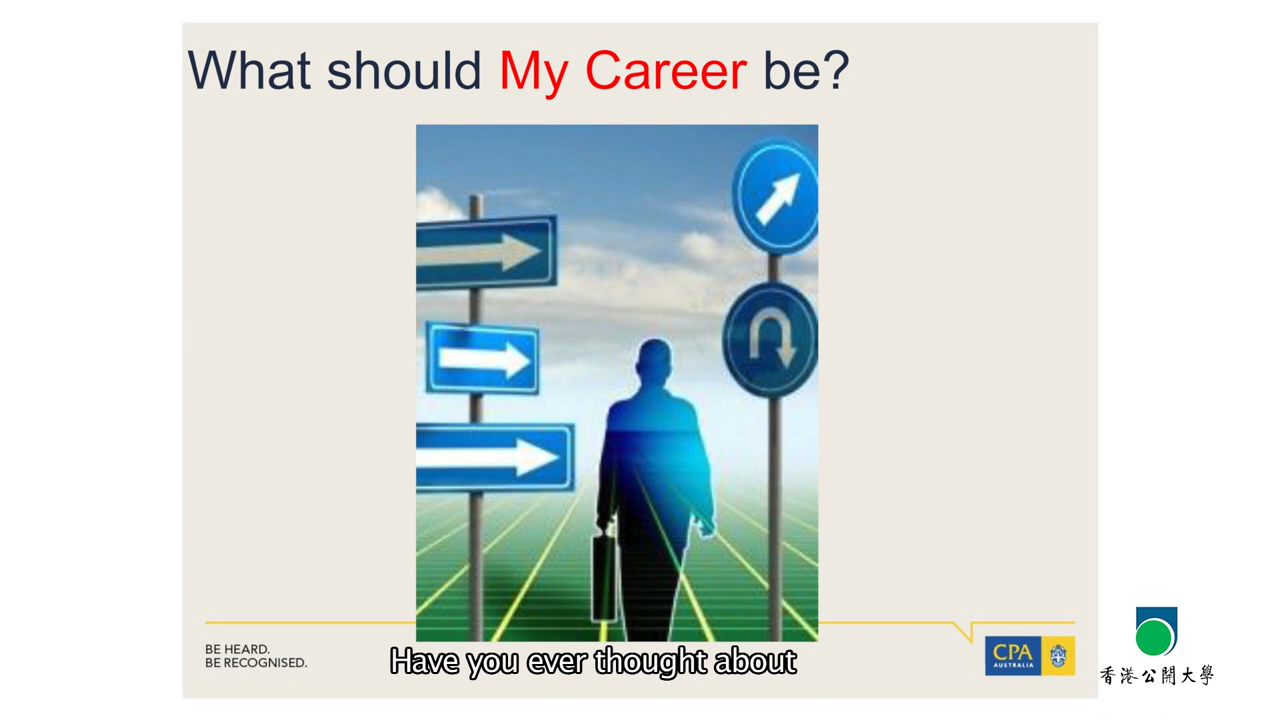 What should My Career be?
BE HEARD.
BE RECOGNISED.
Have you ever thought about
CPA
AUSTRALIA
香港公開大學